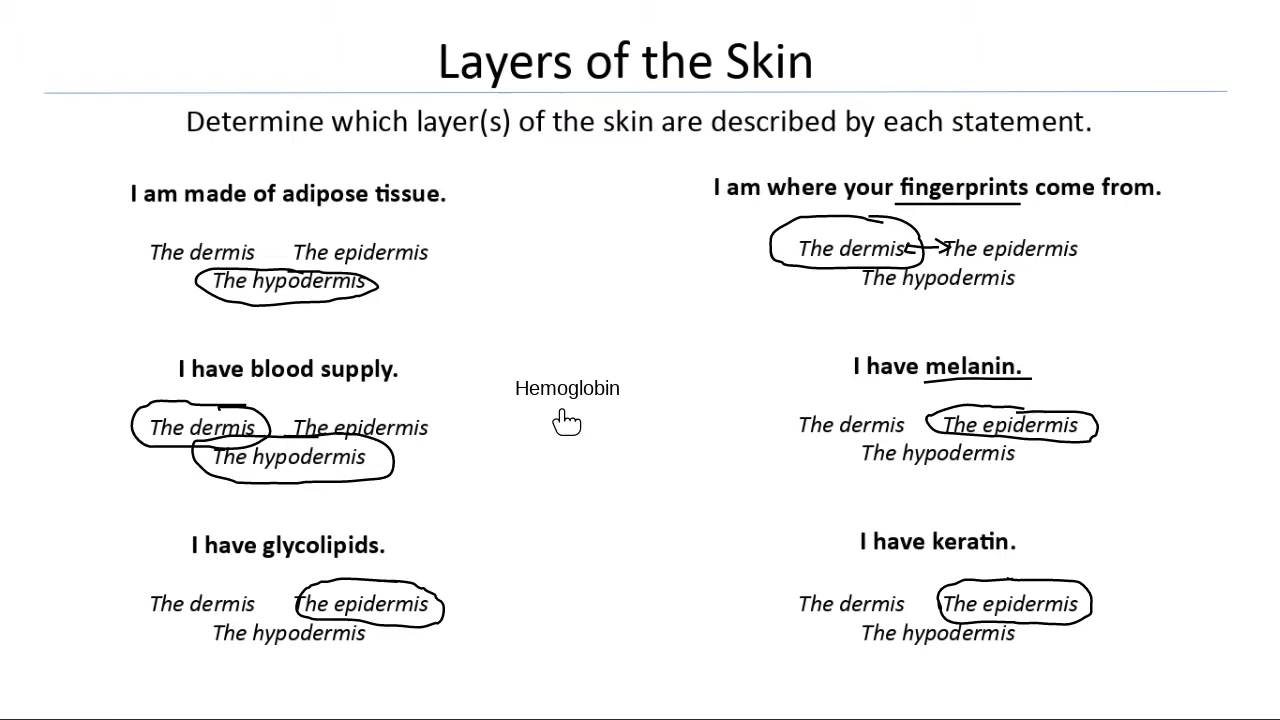 Layers of the Skin
Determine which layer(s) of the skin are described by each statement.
I am made of adipose tissue.
The dermis The epidermis
The hypodermis
I am where your fingerprints come from.
The dermis The epidermis
The hypodermis
I have blood supply.
The dermis The epidermis
The hypodermis
Hemoglobin
I have melanin.
The dermis The epidermis
The hypodermis
I have glycolipids.
The dermis The epidermis
The hypodermis
I have keratin.
The dermis The epidermis
The hypodermis